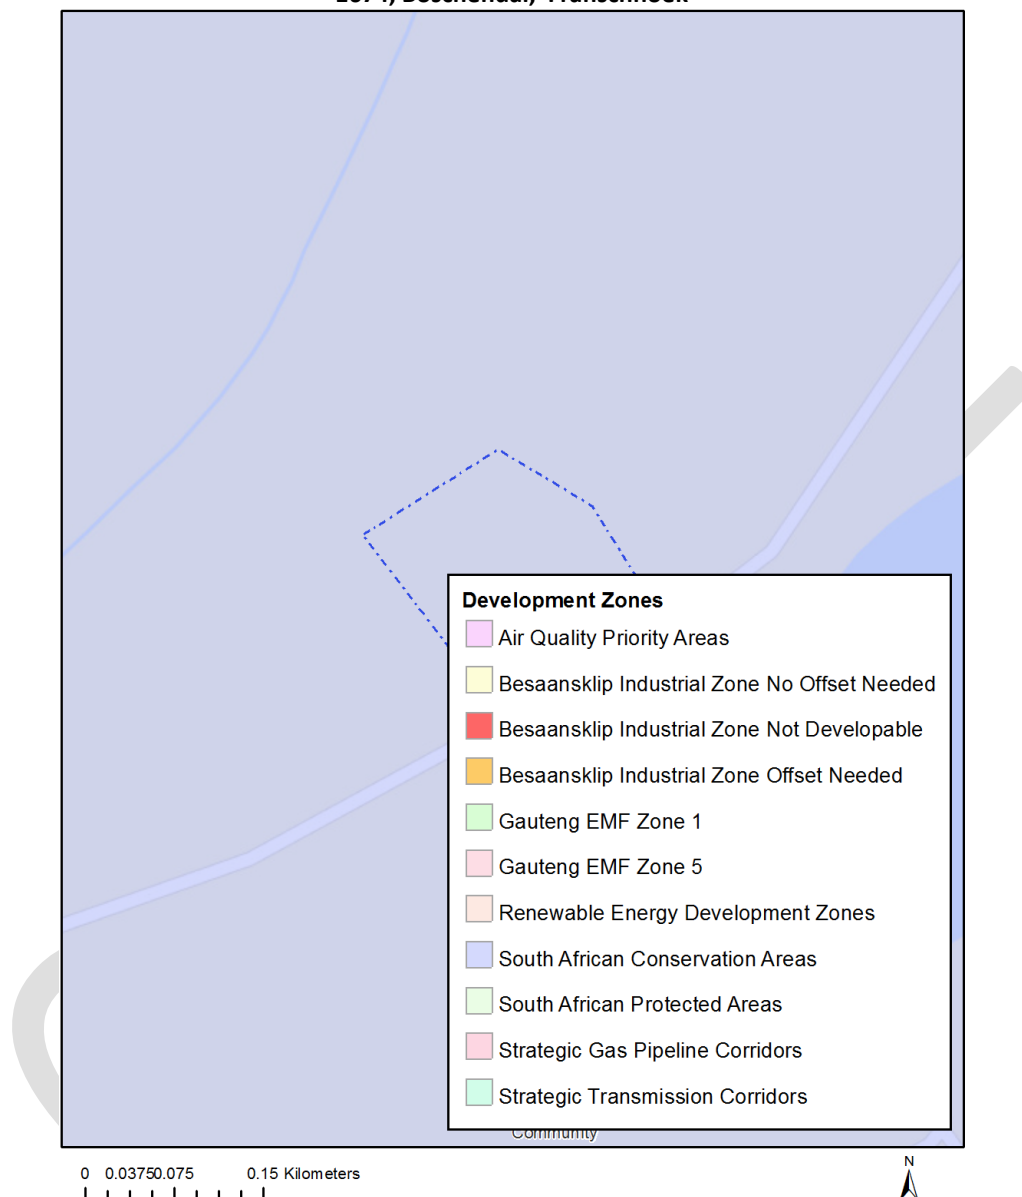 Development Zones
Air Quality Priority Areas
Besaansklip Industrial Zone No Offset Needed
Besaansklip Industrial Zone Not Developable
Besaansklip Industrial Zone Offset Needed
Gauteng EMF Zone 1
Gauteng EMF Zone 5
Renewable Energy Development Zones
South African Conservation Areas
South African Protected Areas
Strategic Gas Pipeline Corridors
Strategic Transmission Corridors
Community
0 0.03750.075 0.15 Kilometers
N